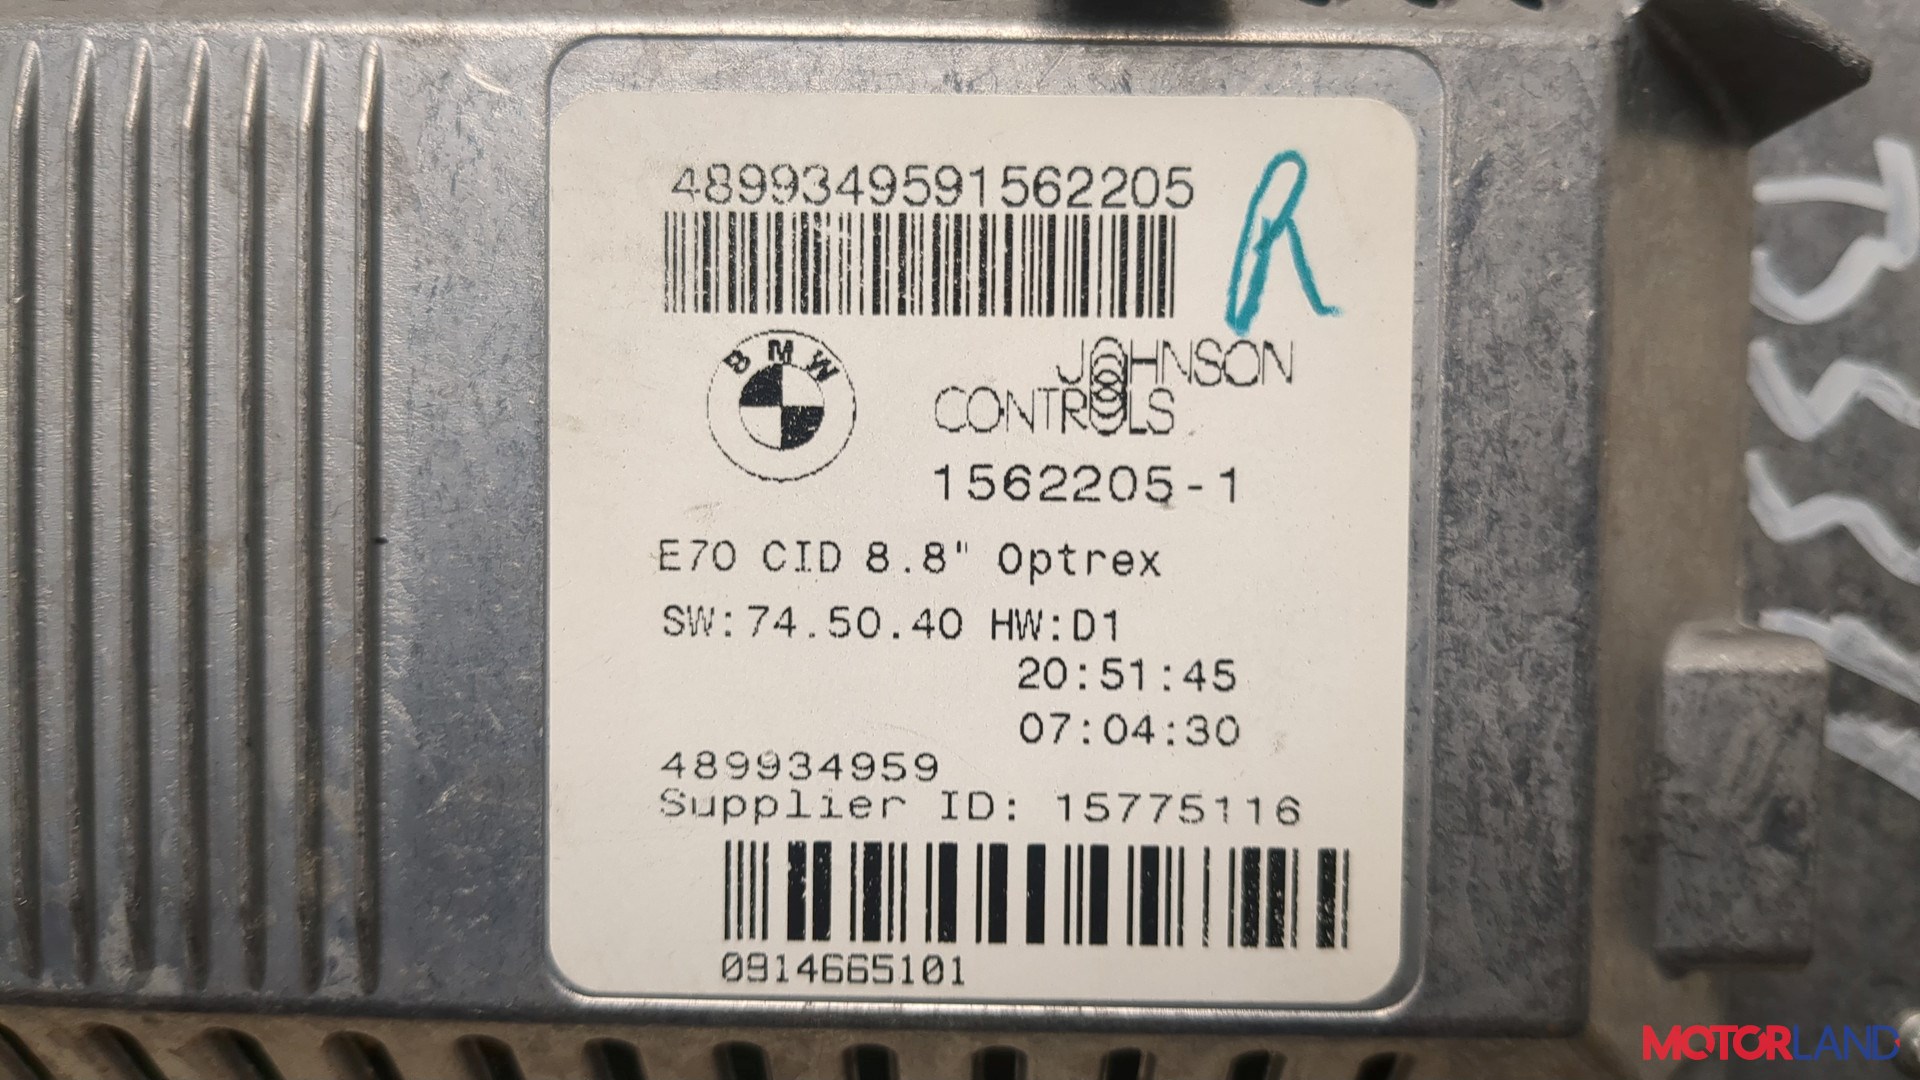 4899349591562205
R
BMW
JOHNSON
CONTROLS
1562205-1
E70 CID 8.8" Optrex
SW:74.50.40 HW:D1
20:51:45
07:04:30
489934959
Supplier ID: 15775116
0914665101
MOTORLAND